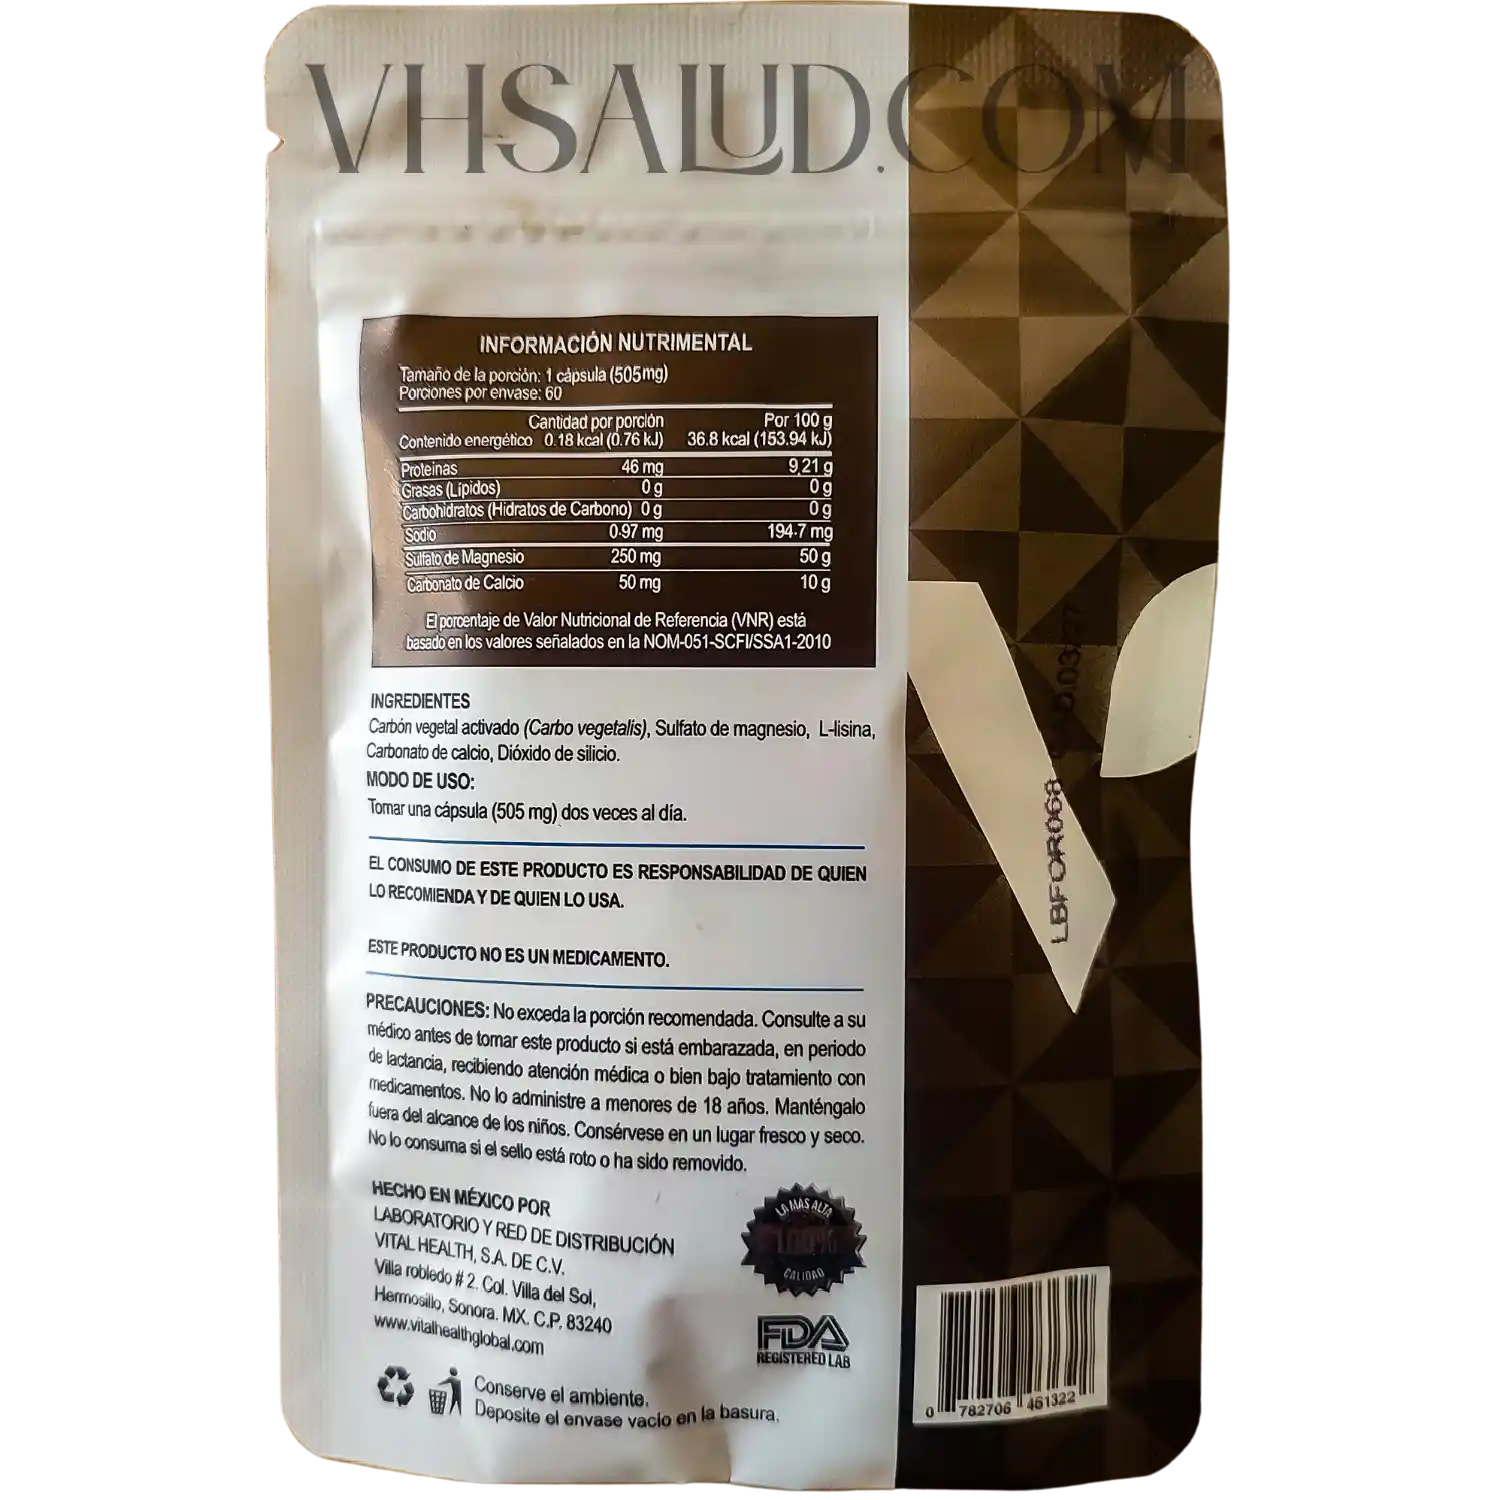 VHSALUD.COM
INFORMACIÓN NUTRIMENTAL
Tamaño de la porción: 1 cápsula (505mg)
Porciones por envase: 60
Cantidad por porción Por 100 g
Contenido energético 0.18 kcal (0.76 kJ) 36.8 kcal (153.94 kJ)
Proteínas 46 mg 9,21 g
Grasas (Lípidos) 0 g 0 g
Carbohidratos (Hidratos de Carbono) 0 g 0 g
Sodio 0.97 mg 194.7 mg
Sulfato de Magnesio 250 mg 50 g
Carbonato de Calcio 50 mg 10 g
El porcentaje de Valor Nutricional de Referencia (VNR) está
basado en los valores señalados en la NOM-051-SCFI/SSA1-2010
INGREDIENTES
Carbón vegetal activado (Carbo vegetalis), Sulfato de magnesio, L-lisina,
Carbonato de calcio, Dióxido de silicio.
MODO DE USO:
Tomar una cápsula (505 mg) dos veces al día.
EL CONSUMO DE ESTE PRODUCTO ES RESPONSABILIDAD DE QUIEN
LO RECOMIENDA Y DE QUIEN LO USA.
ESTE PRODUCTO NO ES UN MEDICAMENTO.
PRECAUCIONES: No exceda la porción recomendada. Consulte a su
médico antes de tomar este producto si está embarazada, en periodo
de lactancia, recibiendo atención médica o bien bajo tratamiento con
medicamentos. No lo administre a menores de 18 años. Manténgalo
fuera del alcance de los niños. Consérvese en un lugar fresco y seco.
No lo consuma si el sello está roto o ha sido removido.
HECHO EN MÉXICO POR
LABORATORIO Y RED DE DISTRIBUCIÓN
VITAL HEALTH, S.A. DE C.V.
Villa robledo # 2. Col. Villa del Sol,
Hermosillo, Sonora. MX. C.P. 83240
www.vitalhealthglobal.com
LA MÁS ALTA
100%
CALIDAD
FDA
REGISTERED LAB
Conserve el ambiente.
Deposite el envase vacío en la basura.
LBFOR068
0 782706 461322